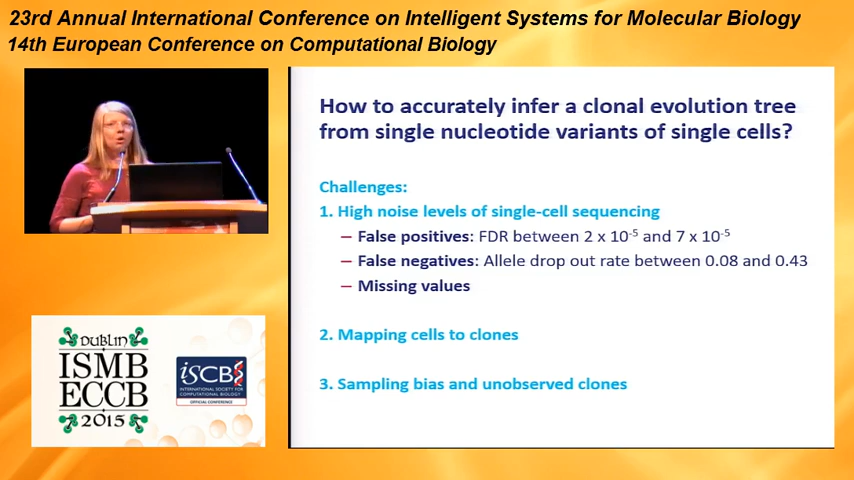 23rd Annual International Conference on Intelligent Systems for Molecular Biology
14th European Conference on Computational Biology
How to accurately infer a clonal evolution tree
from single nucleotide variants of single cells?
Challenges:
1. High noise levels of single-cell sequencing
– False positives: FDR between 2 x 10⁻⁵ and 7 x 10⁻⁵
– False negatives: Allele drop out rate between 0.08 and 0.43
– Missing values
2. Mapping cells to clones
3. Sampling bias and unobserved clones
DUBLIN
ISMB
ECCB
2015
ISCB
INTERNATIONAL SOCIETY FOR
COMPUTATIONAL BIOLOGY
OFFICIAL CONFERENCE